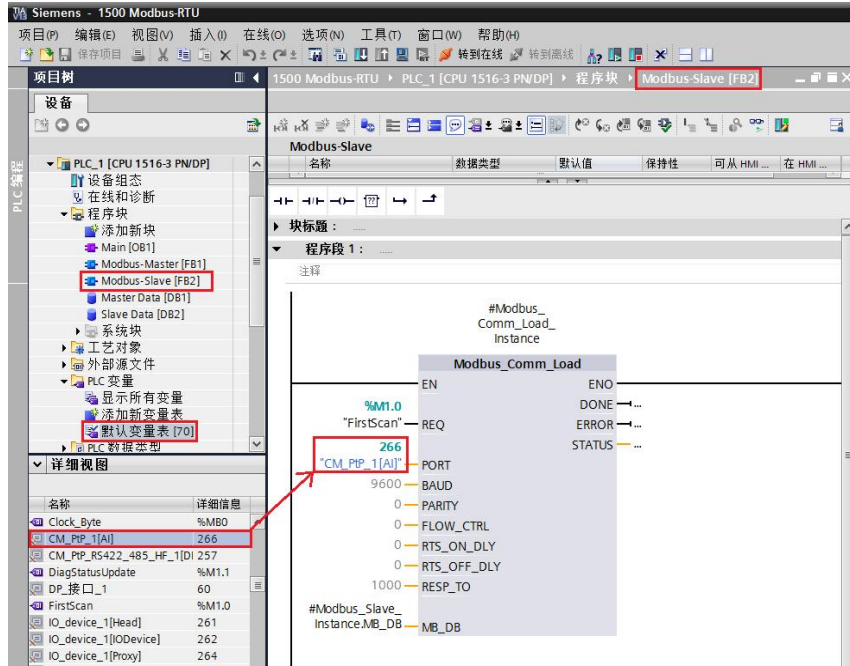 Siemens - 1500 Modbus-RTU
项目(P) 编辑(E) 视图(V) 插入(I) 在线(O) 选项(N) 工具(T) 窗口(W) 帮助(H)
保存项目 转到在线 转到离线
项目树
1500 Modbus-RTU PLC_1 [CPU 1516-3 PN/DP] 程序块 Modbus-Slave [FB2]
设备
PLC 编程
PLC_1 [CPU 1516-3 PN/DP]
设备组态
在线和诊断
程序块
添加新块
Main [OB1]
Modbus-Master [FB1]
Modbus-Slave [FB2]
Master Data [DB1]
Slave Data [DB2]
系统块
工艺对象
外部源文件
PLC 变量
显示所有变量
添加新变量表
默认变量表 [70]
PLC 数据类型
详细视图
名称 详细信息
Clock_Byte %MB0
CM_PtP_1[AI] 266
CM_PtP_RS422_485_HF_1[DI 257
DiagStatusUpdate %M1.1
DP_接口_1 60
FirstScan %M1.0
IO_device_1[Head] 261
IO_device_1[IODevice] 262
IO_device_1[Proxy] 264
Modbus-Slave
名称 数据类型 默认值 保持性 可从 HMI ... 在 HMI ...
块标题: .....
程序段 1: .....
注释
#Modbus_
Comm_Load_
Instance
Modbus_Comm_Load
EN ENO
%M1.0 DONE ...
"FirstScan" REQ ERROR ...
266 STATUS ...
"CM_PtP_1[AI]" PORT
9600 BAUD
0 PARITY
0 FLOW_CTRL
0 RTS_ON_DLY
0 RTS_OFF_DLY
1000 RESP_TO
#Modbus_Slave_
Instance.MB_DB MB_DB